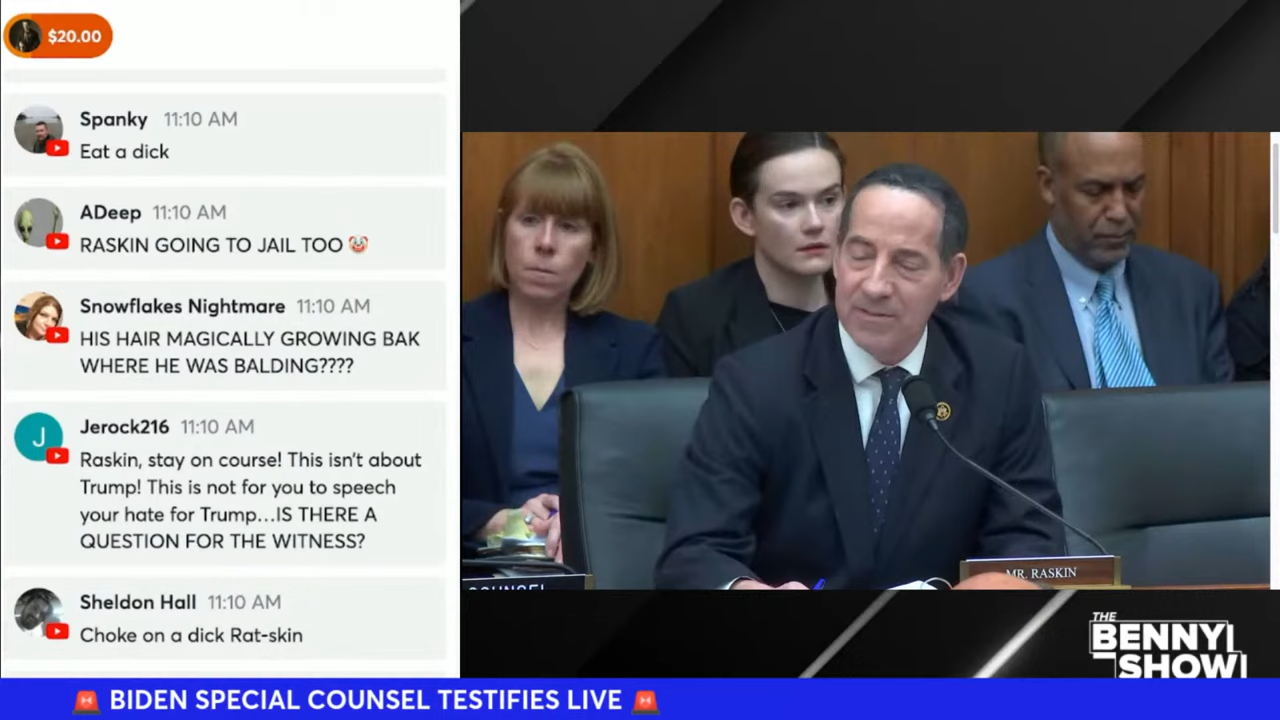 $20.00
Spanky 11:10 AM
Eat a dick
ADeep 11:10 AM
RASKIN GOING TO JAIL TOO 🤡
Snowflakes Nightmare 11:10 AM
HIS HAIR MAGICALLY GROWING BAK
WHERE HE WAS BALDING????
J
Jerock216 11:10 AM
Raskin, stay on course! This isn't about
Trump! This is not for you to speech
your hate for Trump...IS THERE A
QUESTION FOR THE WITNESS?
Sheldon Hall 11:10 AM
Choke on a dick Rat-skin
COUNSEL
MR. RASKIN
THE
BENNY
SHOW
🚨 BIDEN SPECIAL COUNSEL TESTIFIES LIVE 🚨